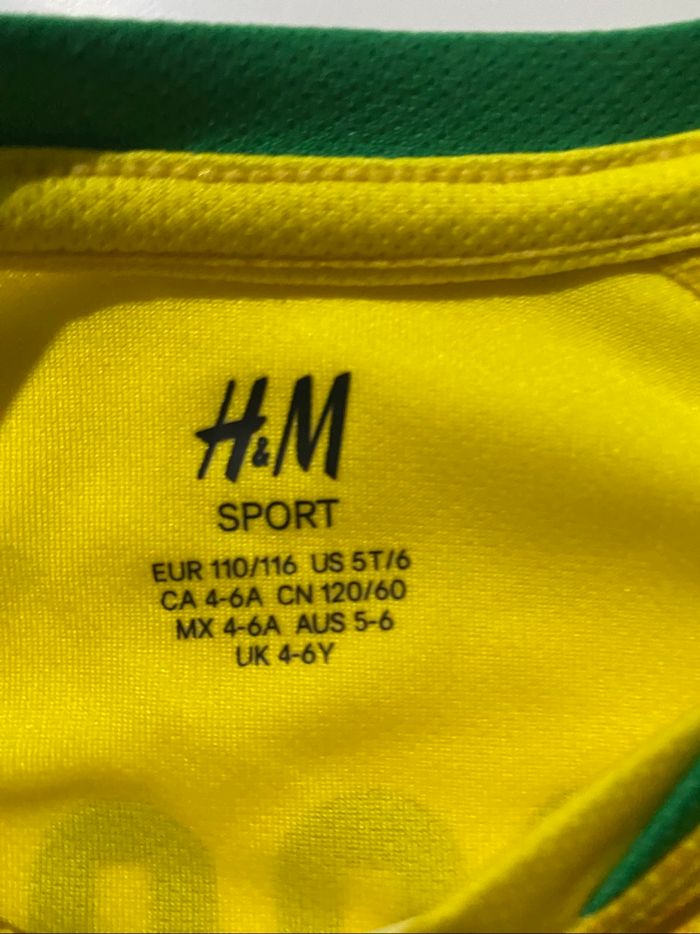 H&M
SPORT
EUR 110/116 US 5T/6
CA 4-6A CN 120/60
MX 4-6A AUS 5-6
UK 4-6Y